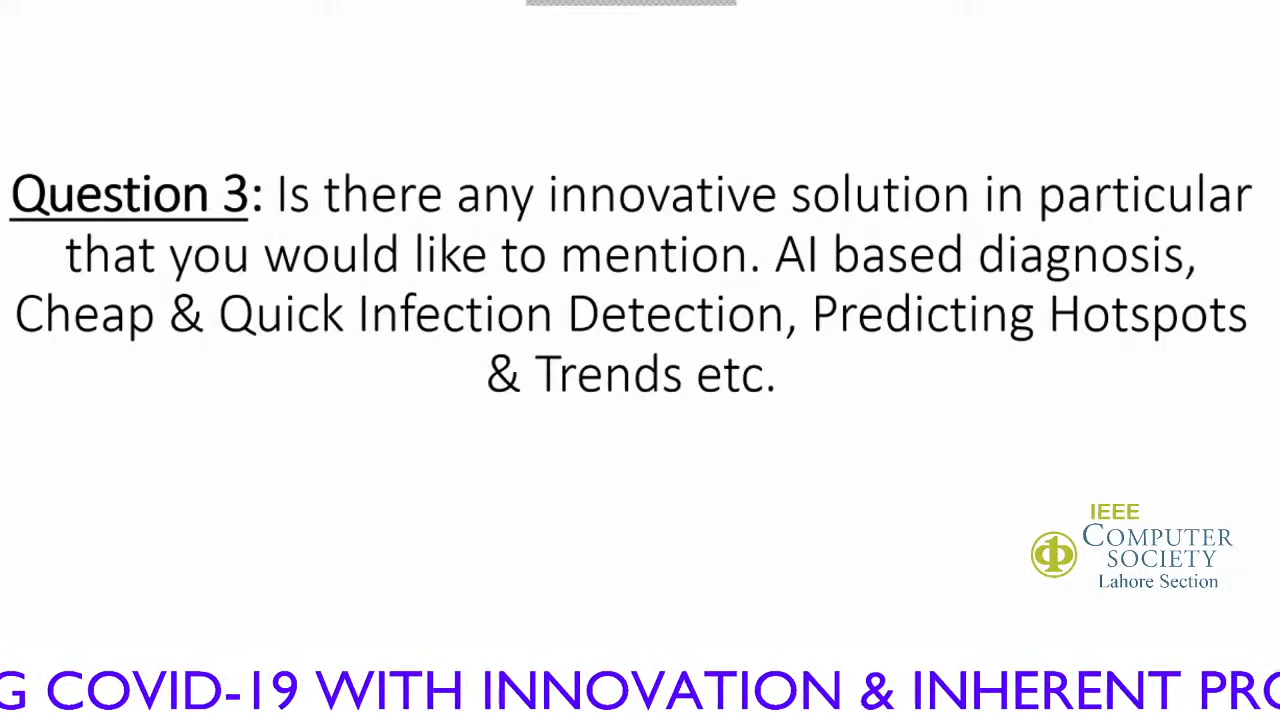 Question 3: Is there any innovative solution in particular
that you would like to mention. AI based diagnosis,
Cheap & Quick Infection Detection, Predicting Hotspots
& Trends etc.
IEEE
COMPUTER
SOCIETY
Lahore Section
G COVID-19 WITH INNOVATION & INHERENT PRO